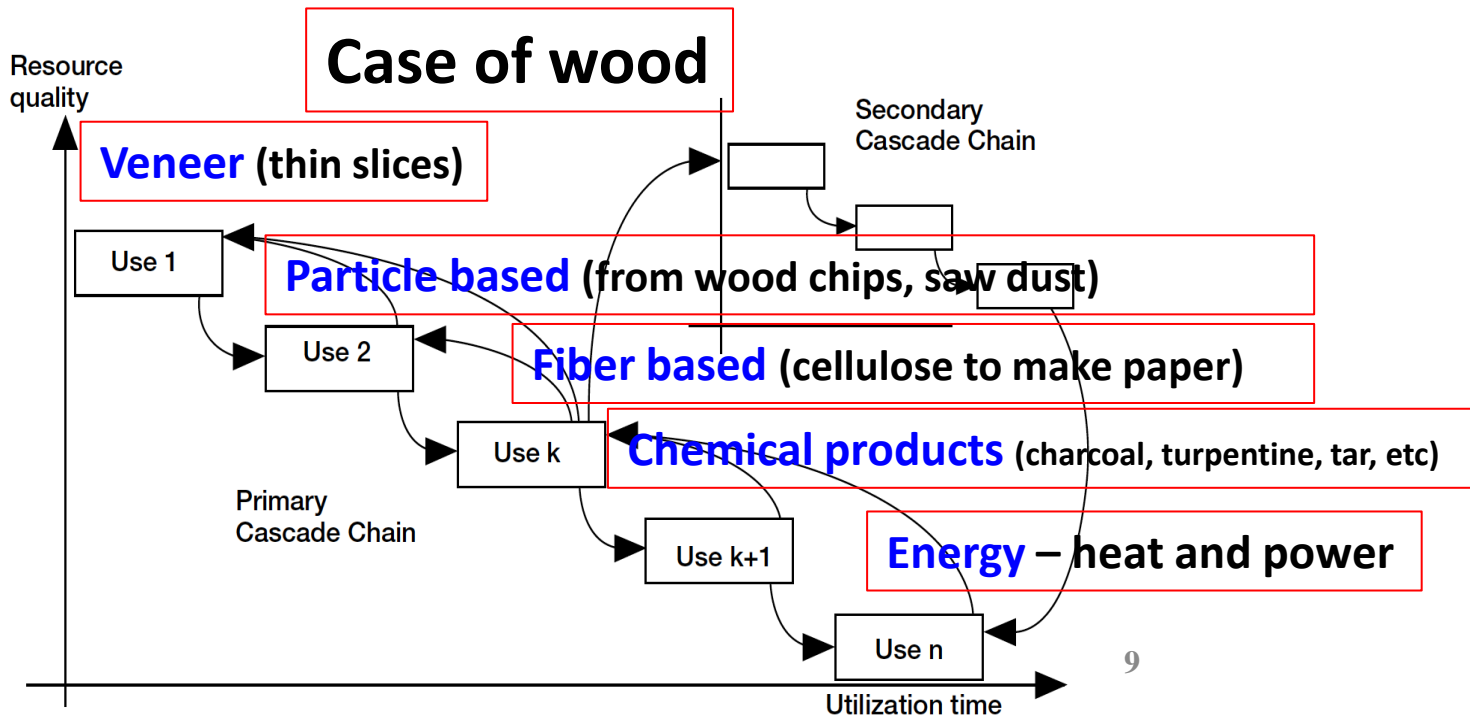 Case of wood
Resource
quality
Secondary
Cascade Chain
Veneer (thin slices)
Use 1
Particle based (from wood chips, saw dust)
Use 2
Fiber based (cellulose to make paper)
Use k
Chemical products (charcoal, turpentine, tar, etc)
Primary
Cascade Chain
Use k+1
Energy – heat and power
Use n
9
Utilization time